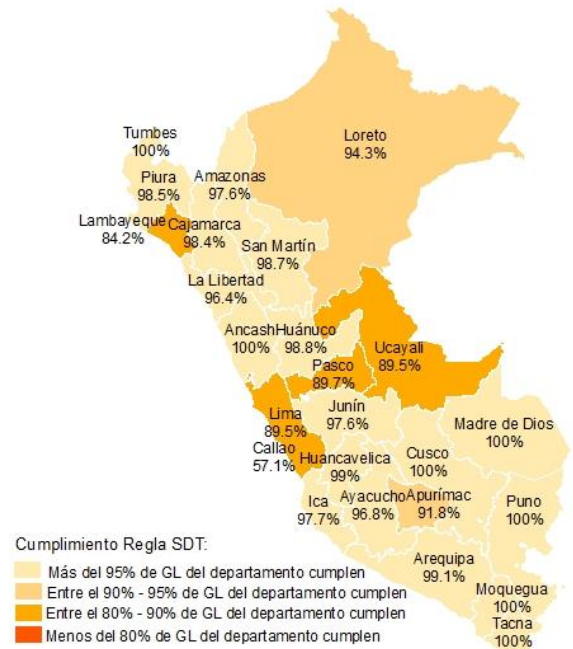 Loreto
94.3%
Tumbes
100%
Piura
98.5%
Amazonas
97.6%
Lambayeque
84.2%
Cajamarca
98.4%
San Martín
98.7%
La Libertad
96.4%
Ancash
100%
Huánuco
98.8%
Ucayali
89.5%
Pasco
89.7%
Lima
89.5%
Callao
57.1%
Junín
97.6%
Madre de Dios
100%
Huancavelica
99%
Cusco
100%
Ica
97.7%
Ayacucho
96.8%
Apurímac
91.8%
Puno
100%
Arequipa
99.1%
Moquegua
100%
Tacna
100%
Cumplimiento Regla SDT:
Más del 95% de GL del departamento cumplen
Entre el 90% - 95% de GL del departamento cumplen
Entre el 80% - 90% de GL del departamento cumplen
Menos del 80% de GL del departamento cumplen